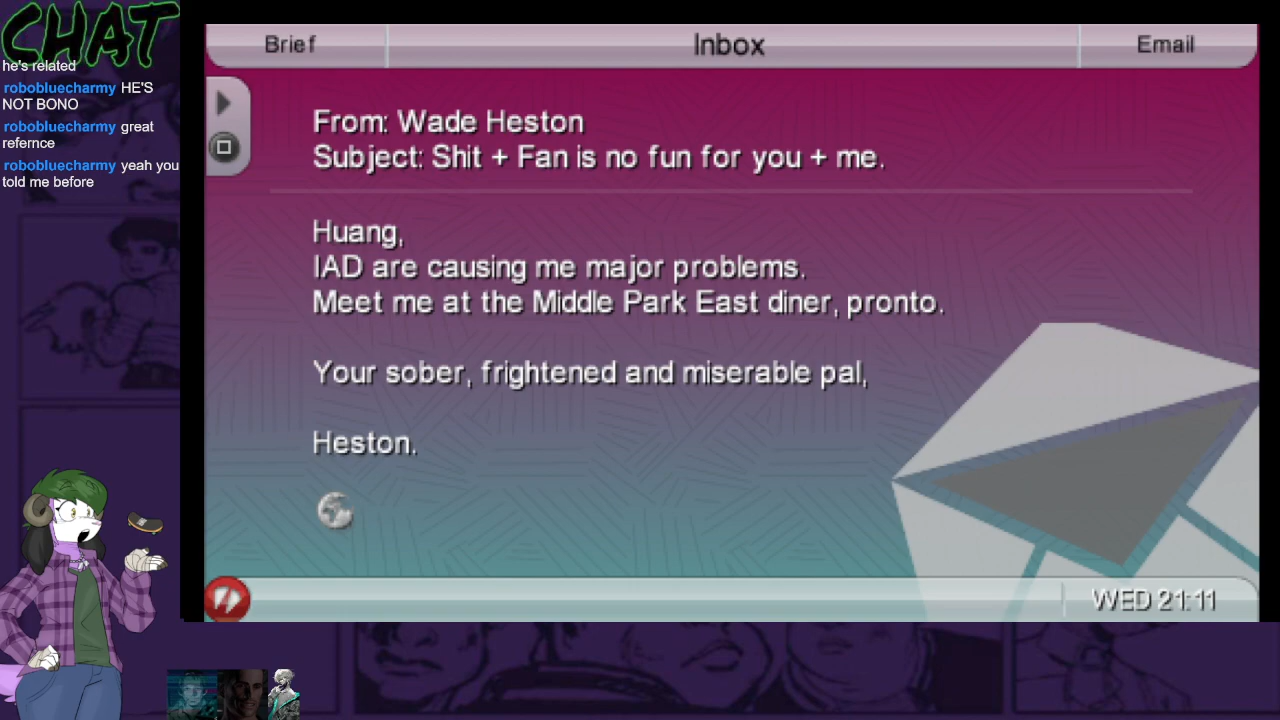 CHAT
he's related
robobluecharmy HE'S
NOT BONO
robobluecharmy great
refernce
robobluecharmy yeah you
told me before
Brief
Inbox
Email
From: Wade Heston
Subject: Shit + Fan is no fun for you + me.
Huang,
IAD are causing me major problems.
Meet me at the Middle Park East diner, pronto.
Your sober, frightened and miserable pal,
Heston.
WED 21:11